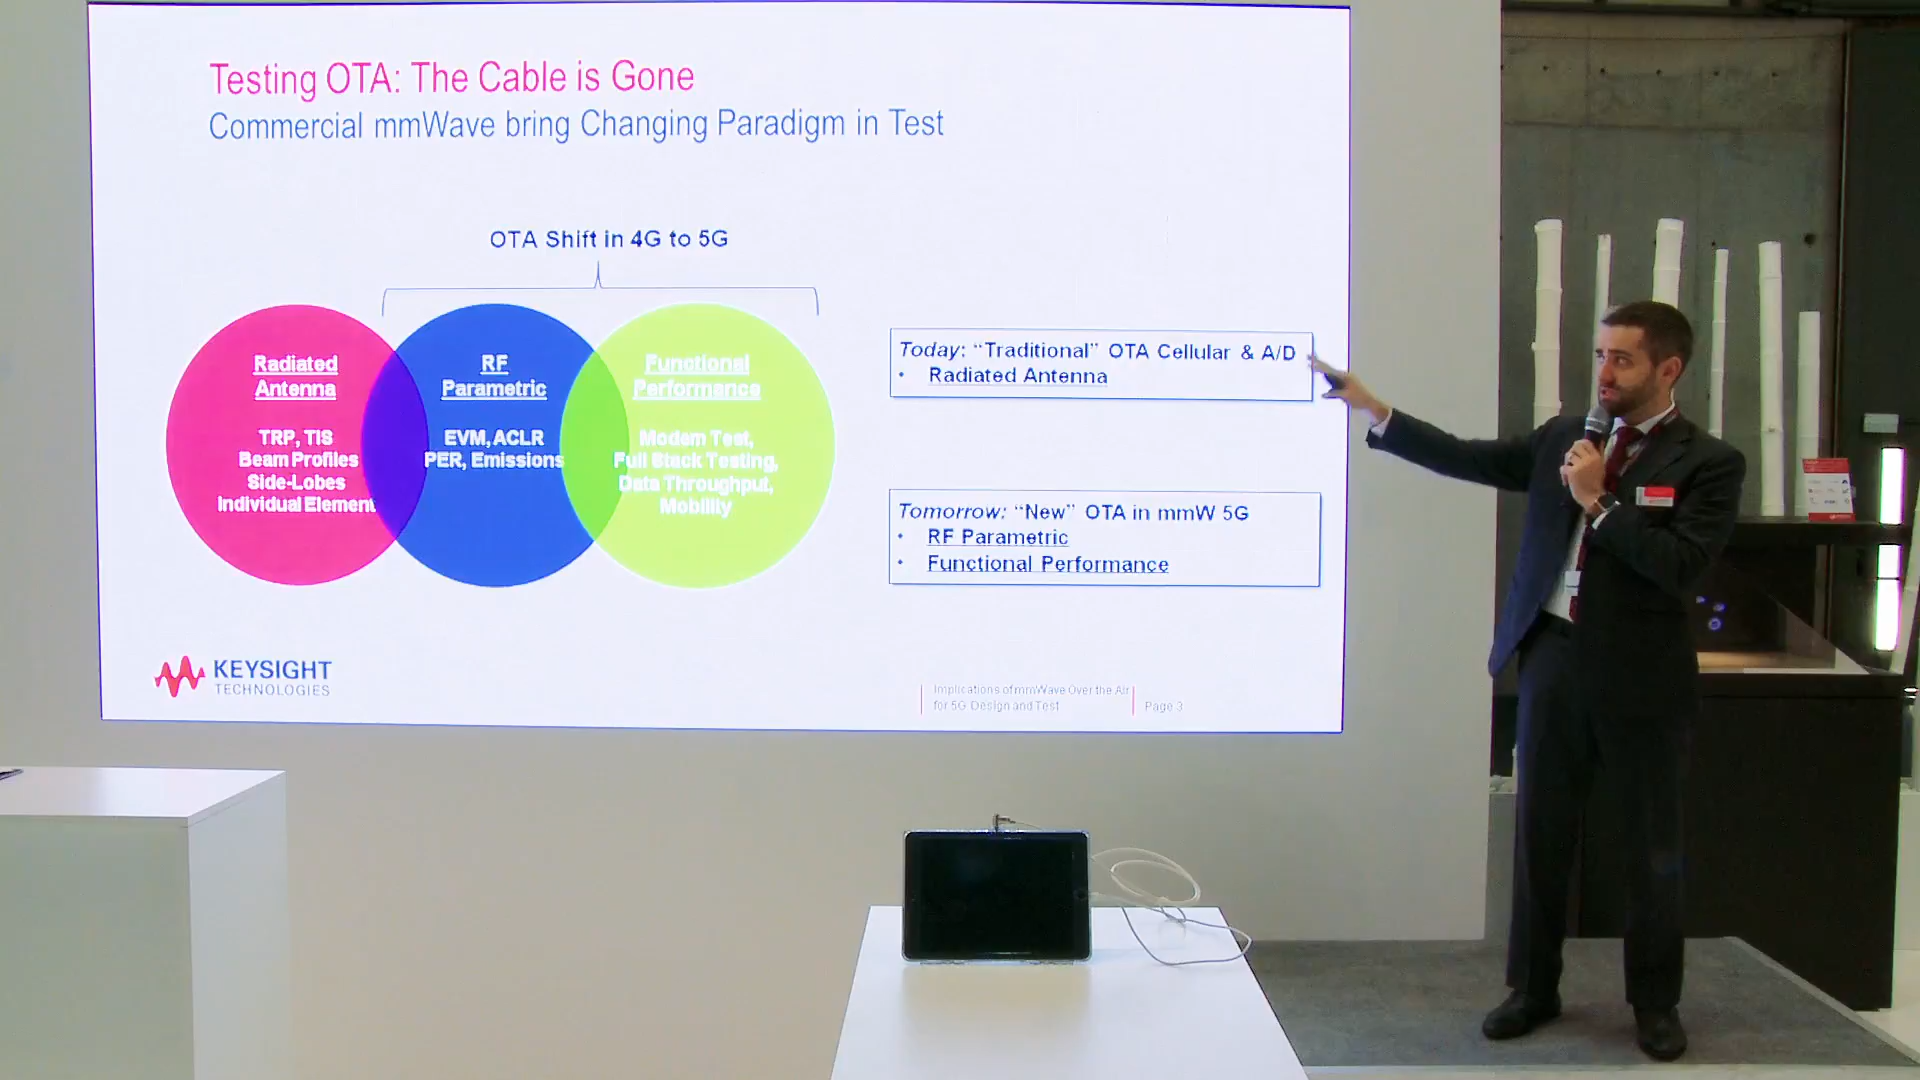 Testing OTA: The Cable is Gone
Commercial mmWave bring Changing Paradigm in Test
OTA Shift in 4G to 5G
Radiated
Antenna
TRP, TIS
Beam Profiles
Side-Lobes
Individual Element
RF
Parametric
EVM, ACLR
PER, Emissions
Functional
Performance
Modem Test,
Full Stack Testing,
Data Throughput,
Mobility
Today: “Traditional” OTA Cellular & A/D
• Radiated Antenna
Tomorrow: “New” OTA in mmW 5G
• RF Parametric
• Functional Performance
KEYSIGHT
TECHNOLOGIES
Implications of mmWave Over the Air
for 5G Design and Test
Page 3